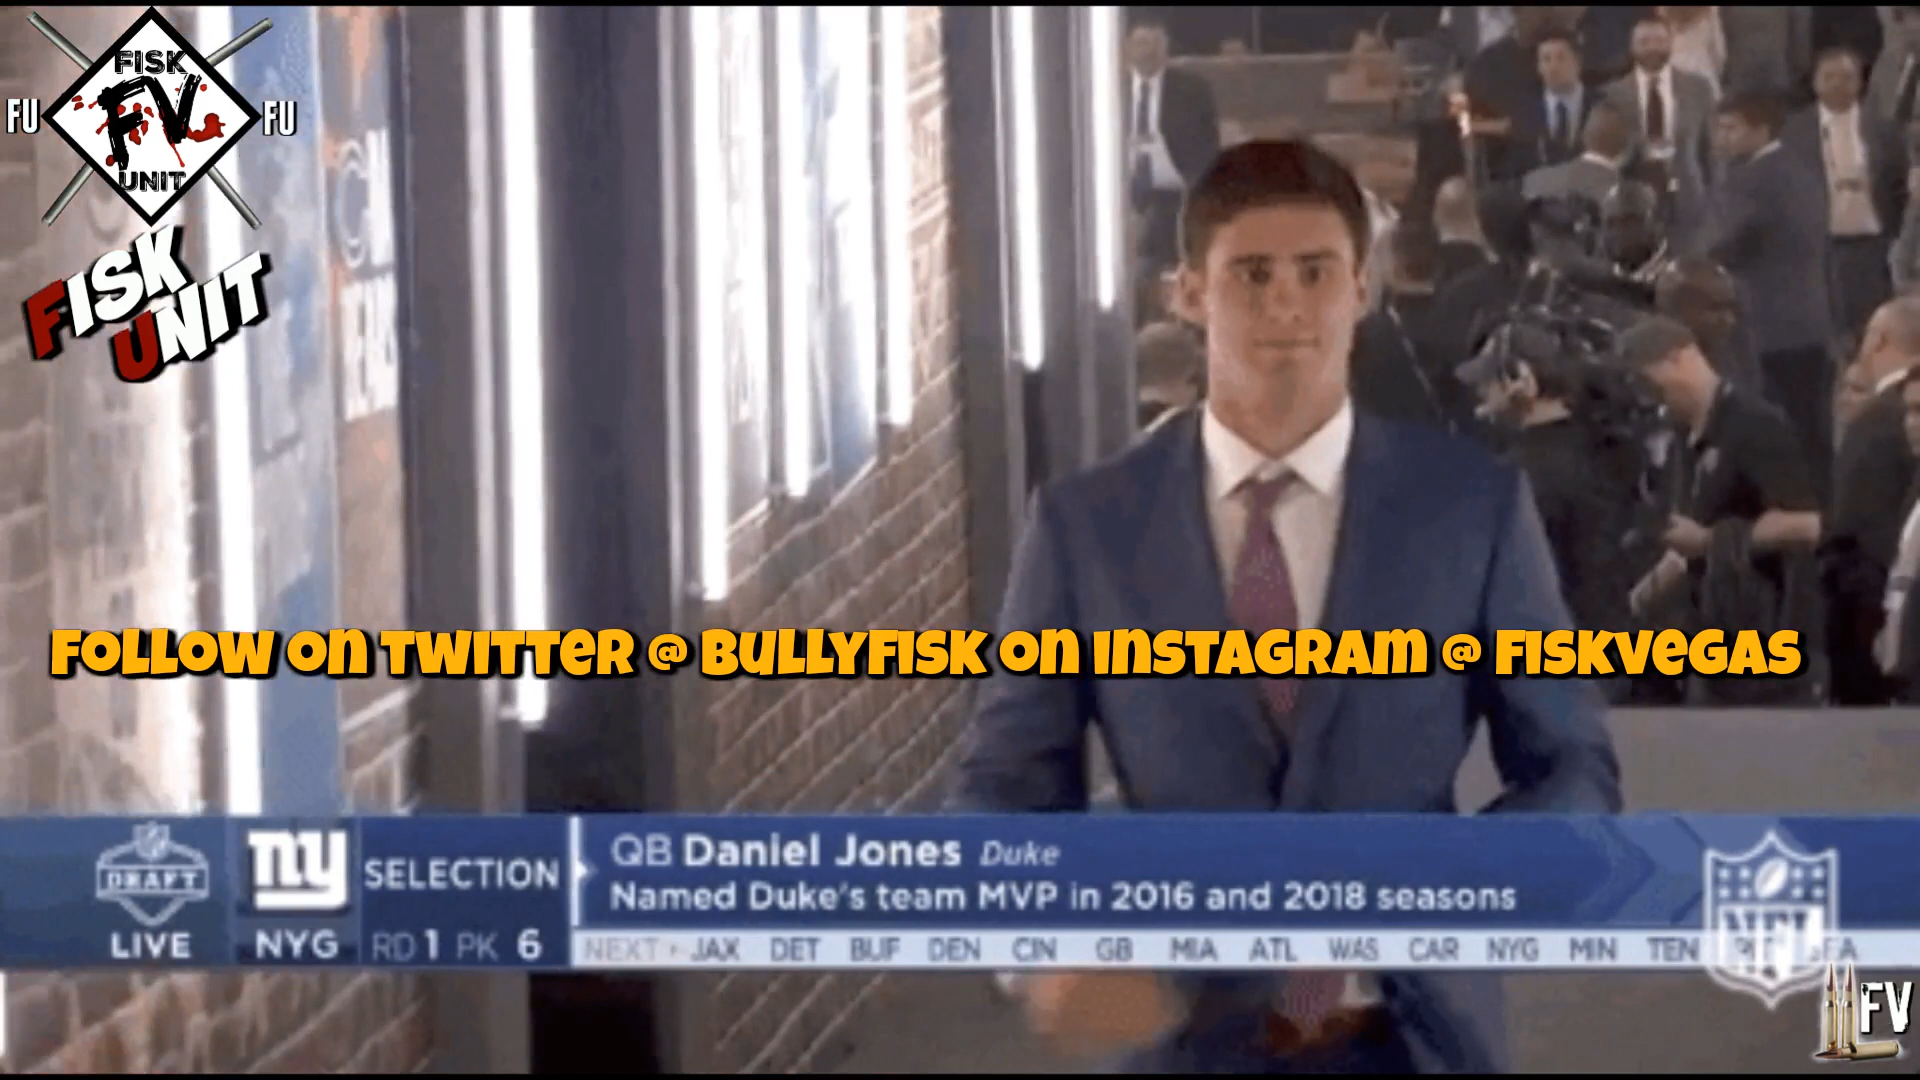 FISK
FV
UNIT
FU
FU
FISK
UNIT
FOLLOW ON TWITTER @ BULLYFISK ON INSTAGRAM @ FISKVEGAS
DRAFT
LIVE
ny
NYG
SELECTION
RD 1 PK 6
QB Daniel Jones Duke
Named Duke's team MVP in 2016 and 2018 seasons
NEXT JAX DET BUF DEN CIN GB MIA ATL WAS CAR NYG MIN TEN
NFL
FV